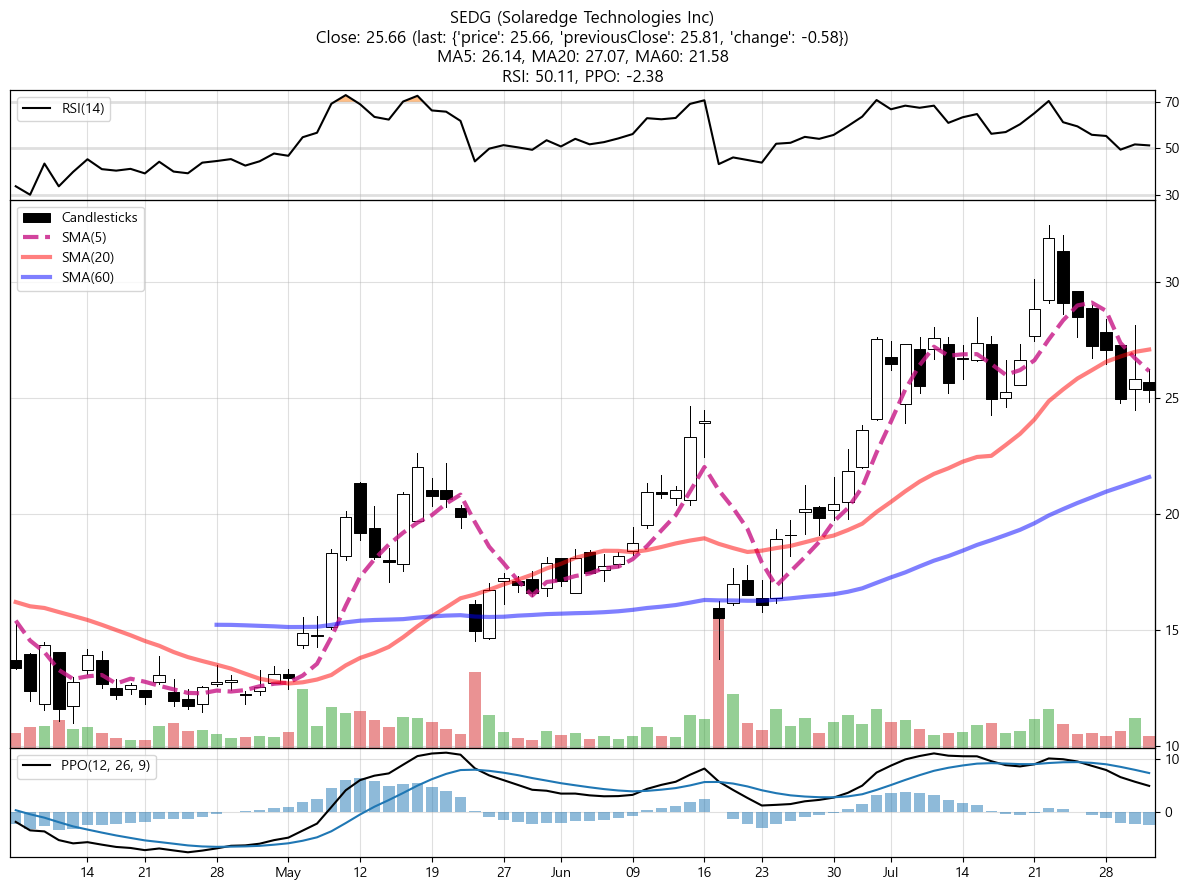 SEDG (Solaredge Technologies Inc)
Close: 25.66 (last: {'price': 25.66, 'previousClose': 25.81, 'change': -0.58})
MA5: 26.14, MA20: 27.07, MA60: 21.58
RSI: 50.11, PPO: -2.38
RSI(14)
70
50
30
Candlesticks
SMA(5)
SMA(20)
SMA(60)
30
25
20
15
10
PPO(12, 26, 9)
10
0
14 21 28 May 12 19 27 Jun 09 16 23 30 Jul 14 21 28